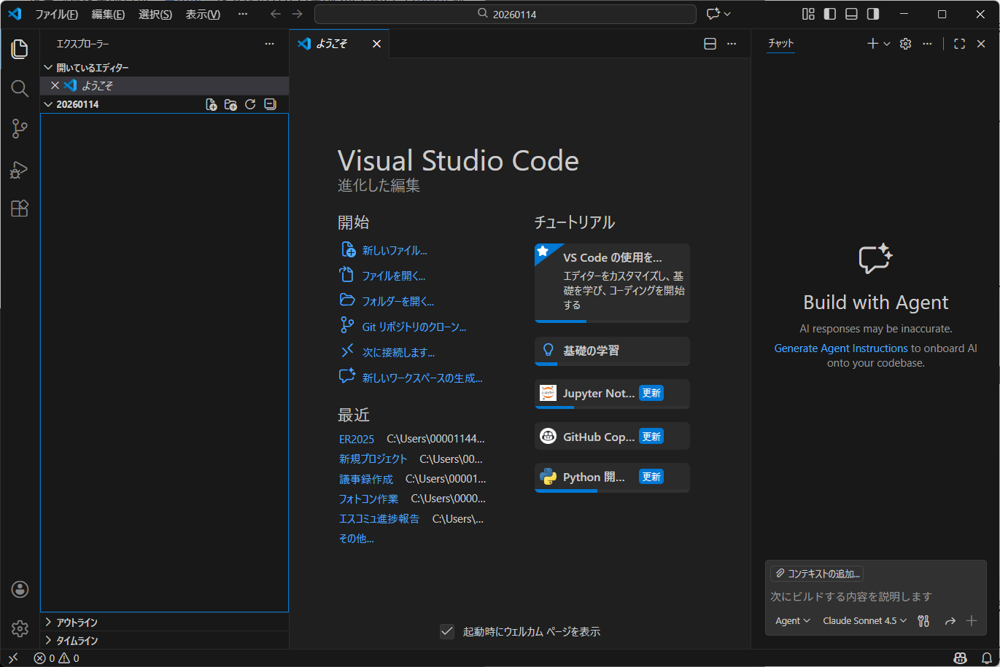 ファイル(F) 編集(E) 選択(S) 表示(V) … 20260114
エクスプローラー
開いているエディター
ようこそ
20260114
アウトライン
タイムライン
0 0
ようこそ
Visual Studio Code
進化した編集
開始
新しいファイル...
ファイルを開く...
フォルダーを開く...
Git リポジトリのクローン...
次に接続します...
新しいワークスペースの生成...
最近
ER2025 C:\Users\00001144...
新規プロジェクト C:\Users\00...
議事録作成 C:\Users\00001...
フォトコン作業 C:\Users\0000...
エスコミュ進捗報告 C:\Users\...
その他...
チュートリアル
VS Code の使用を...
エディターをカスタマイズし、基
礎を学び、コーディングを開始
する
基礎の学習
Jupyter Not... 更新
GitHub Cop... 更新
Python 開... 更新
起動時にウェルカム ページを表示
チャット
Build with Agent
AI responses may be inaccurate.
Generate Agent Instructions to onboard AI
onto your codebase.
コンテキストの追加...
次にビルドする内容を説明します
Agent Claude Sonnet 4.5